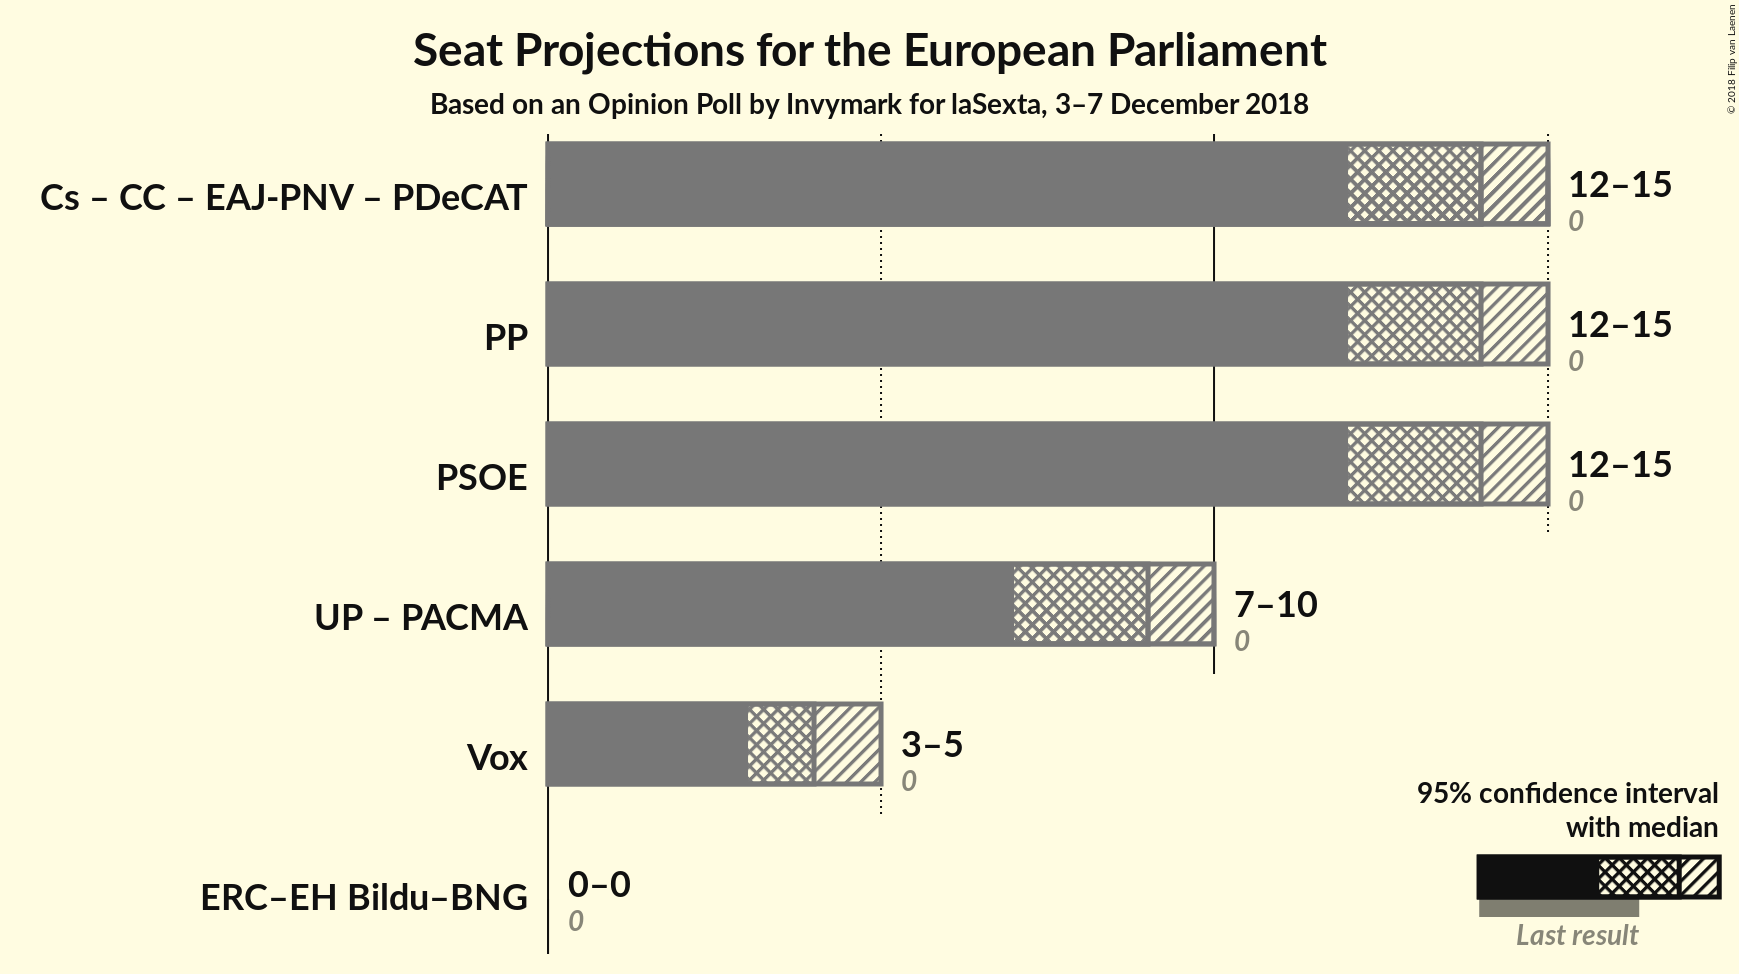 Seat Projections for the European Parliament
Based on an Opinion Poll by Invymark for laSexta, 3–7 December 2018
© 2018 Filip van Laenen
Cs – CC – EAJ-PNV – PDeCAT
12–15
0
PP
12–15
0
PSOE
12–15
0
UP – PACMA
7–10
0
Vox
3–5
0
ERC–EH Bildu–BNG
0–0
0
95% confidence interval
with median
Last result